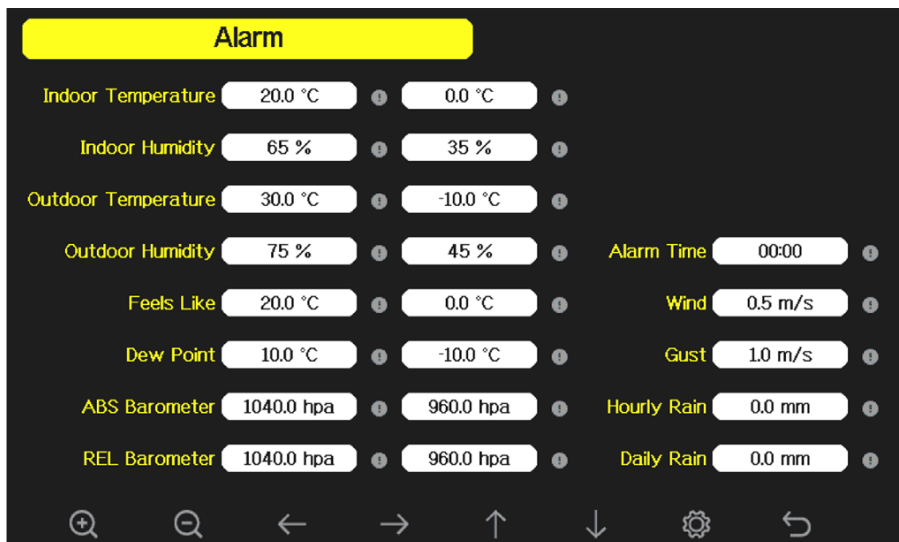 Alarm
Indoor Temperature 20.0 °C 0.0 °C
Indoor Humidity 65 % 35 %
Outdoor Temperature 30.0 °C -10.0 °C
Outdoor Humidity 75 % 45 % Alarm Time 00:00
Feels Like 20.0 °C 0.0 °C Wind 0.5 m/s
Dew Point 10.0 °C -10.0 °C Gust 1.0 m/s
ABS Barometer 1040.0 hpa 960.0 hpa Hourly Rain 0.0 mm
REL Barometer 1040.0 hpa 960.0 hpa Daily Rain 0.0 mm